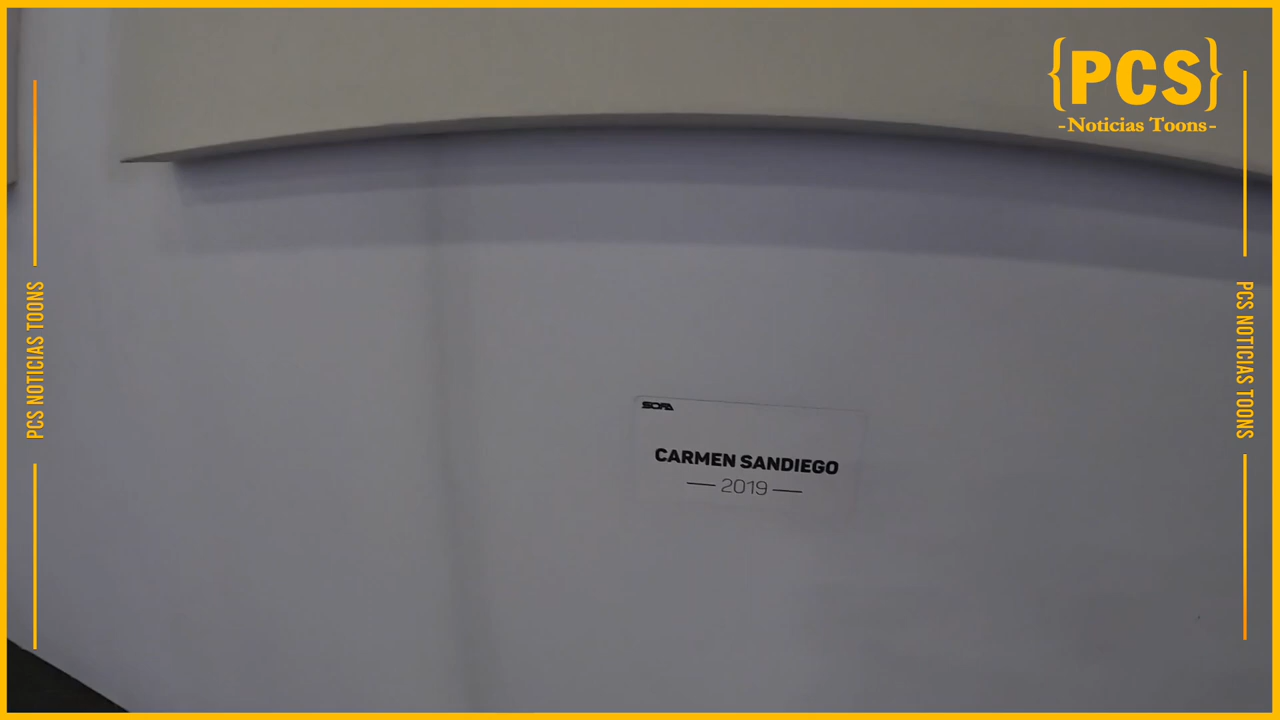 {PCS}
-Noticias Toons-
PCS NOTICIAS TOONS
PCS NOTICIAS TOONS
SOFA
CARMEN SANDIEGO
2019